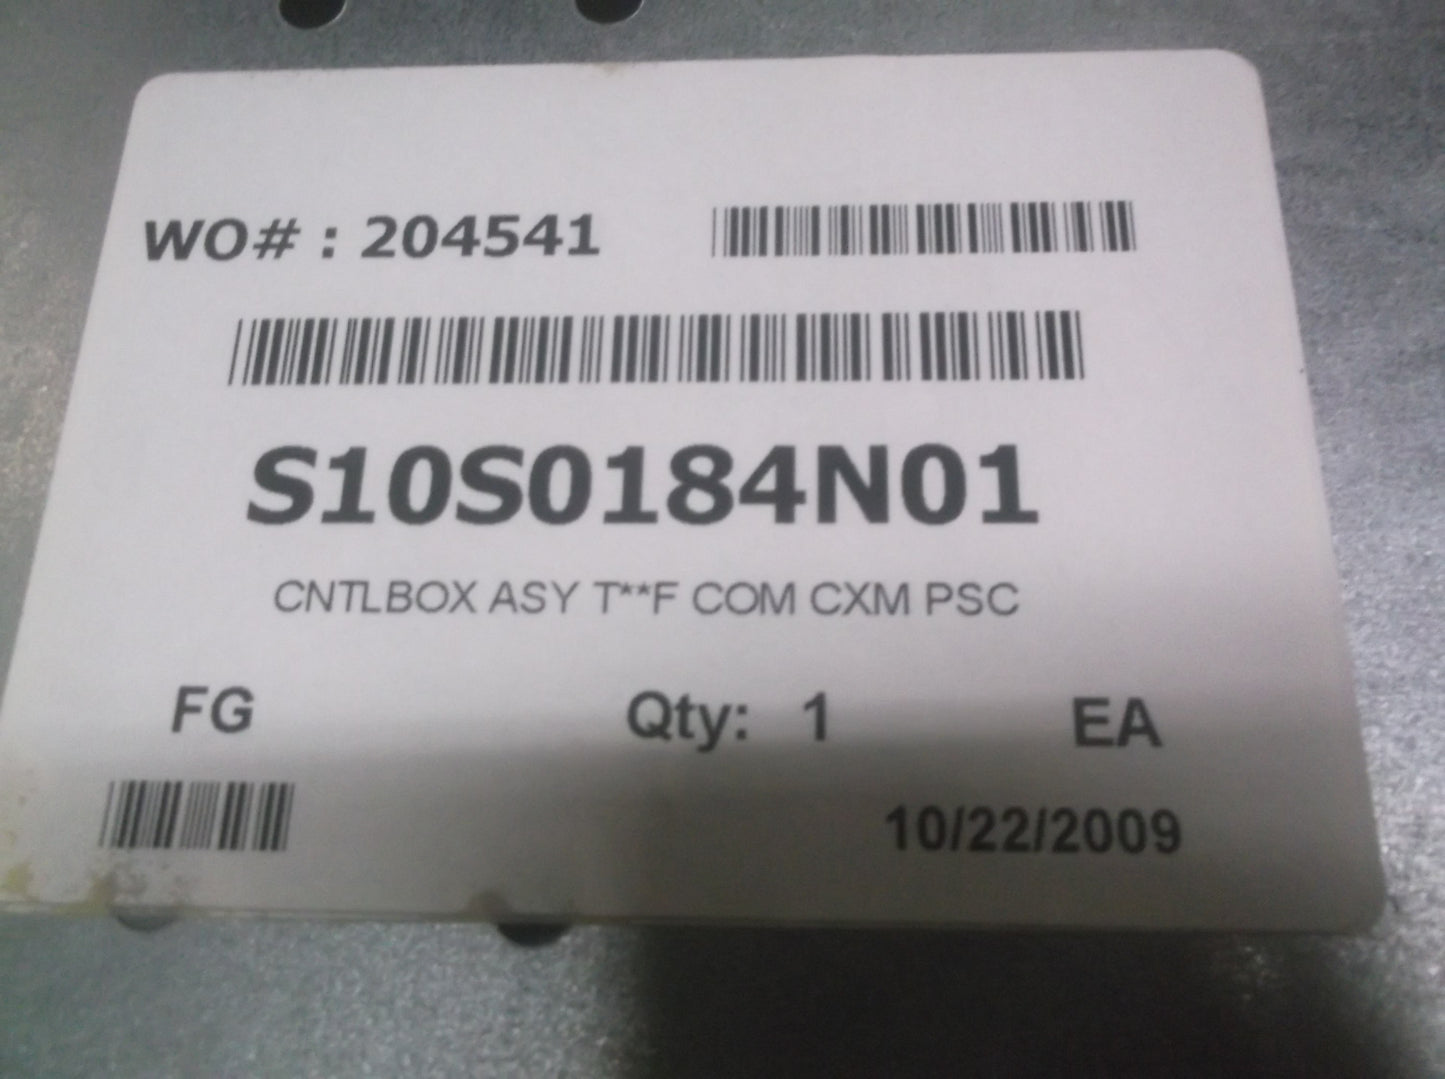 WO# : 204541
S10S0184N01
CNTLBOX ASY T**F COM CXM PSC
FG Qty: 1 EA
10/22/2009